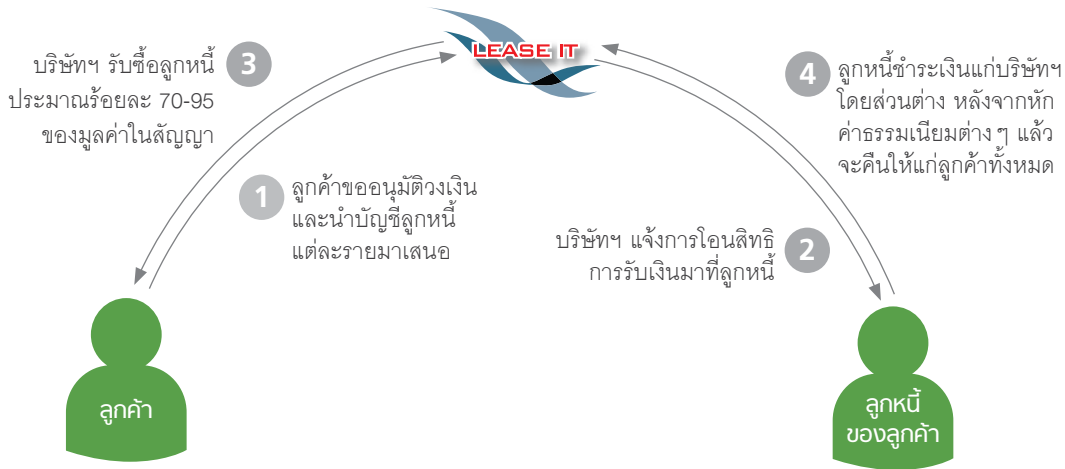 LEASE IT
3
บริษัทฯ รับซื้อลูกหนี้
ประมาณร้อยละ 70-95
ของมูลค่าในสัญญา
4
ลูกหนี้ชำระเงินแก่บริษัทฯ
โดยส่วนต่าง หลังจากหัก
ค่าธรรมเนียมต่างๆ แล้ว
จะคืนให้แก่ลูกค้าทั้งหมด
1
ลูกค้าขออนุมัติวงเงิน
และนำบัญชีลูกหนี้
แต่ละรายมาเสนอ
2
บริษัทฯ แจ้งการโอนสิทธิ
การรับเงินมาที่ลูกหนี้
ลูกค้า
ลูกหนี้
ของลูกค้า